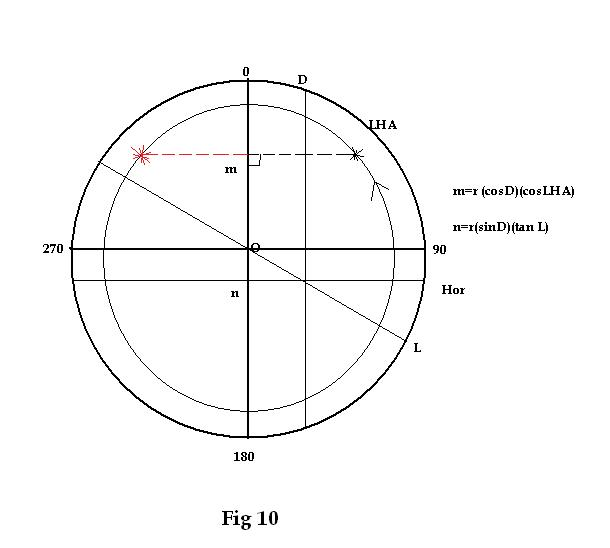 0
D
LHA
m
m=r (cosD)(cosLHA)
n=r(sinD)(tan L)
270
O
90
n
Hor
L
180
Fig 10